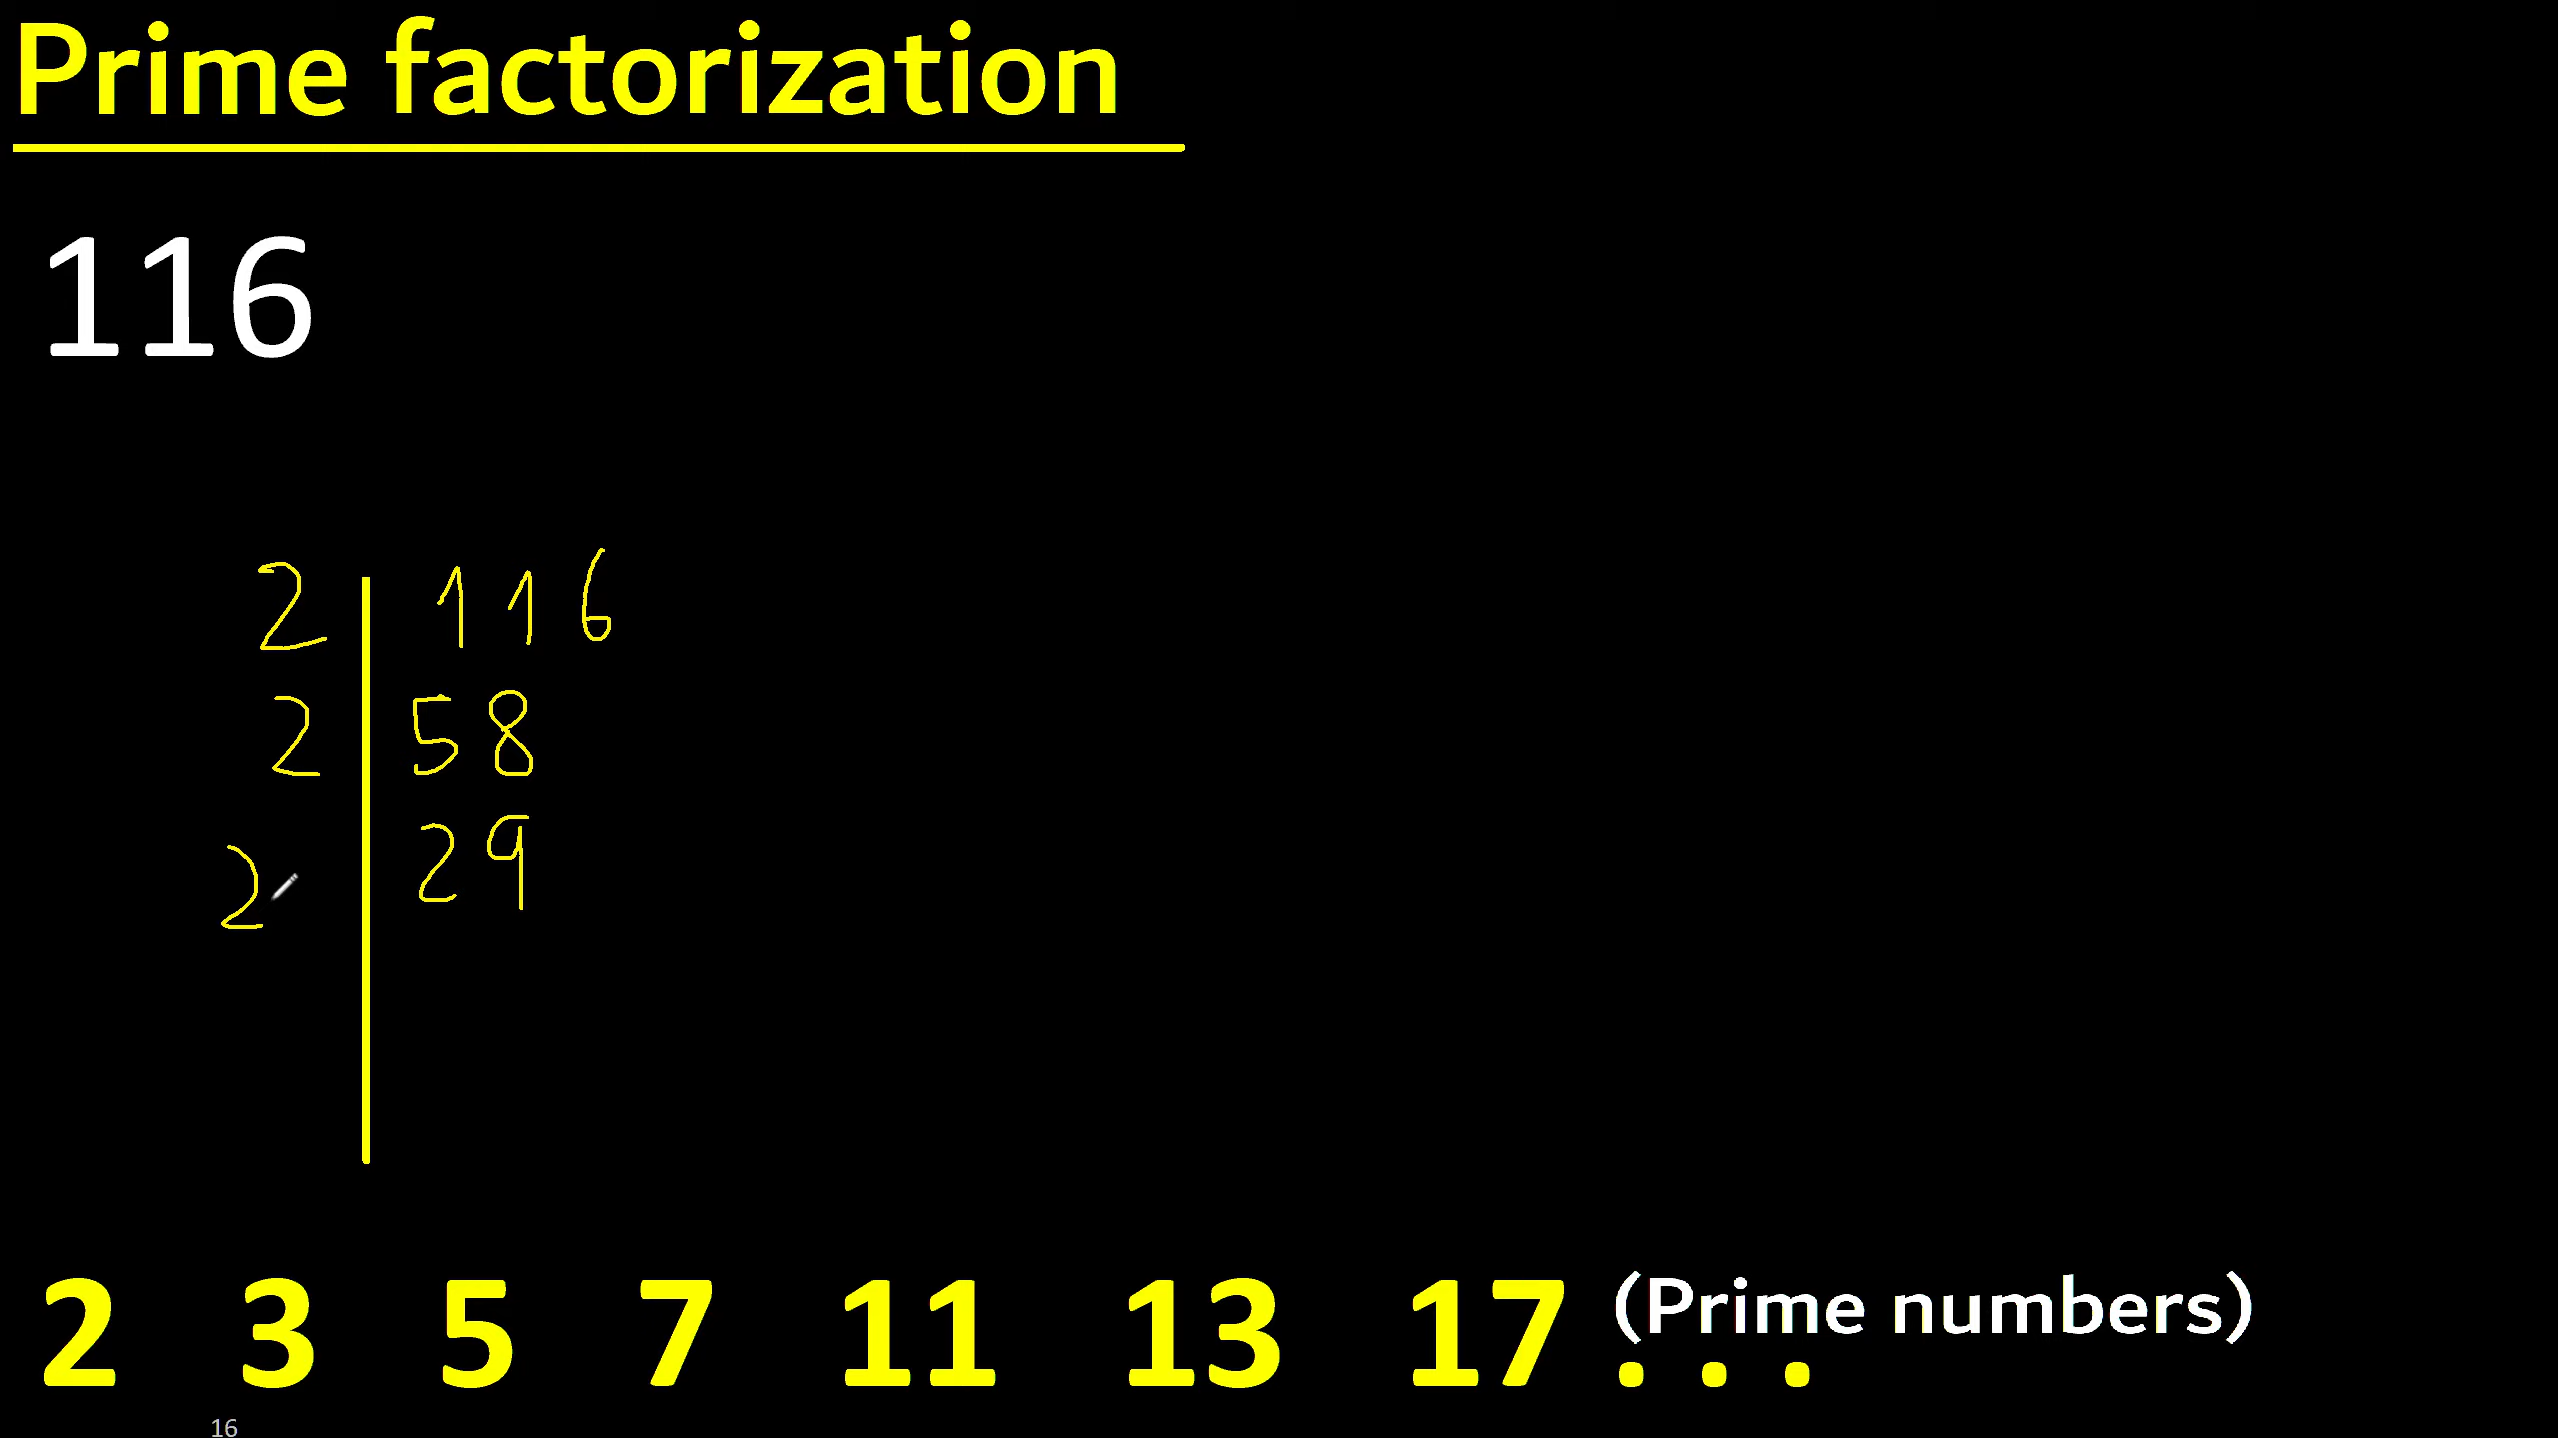 Prime factorization
116
2 116
2 58
2 29
2 3 5 7 11 13 17 ... (Prime numbers)
16